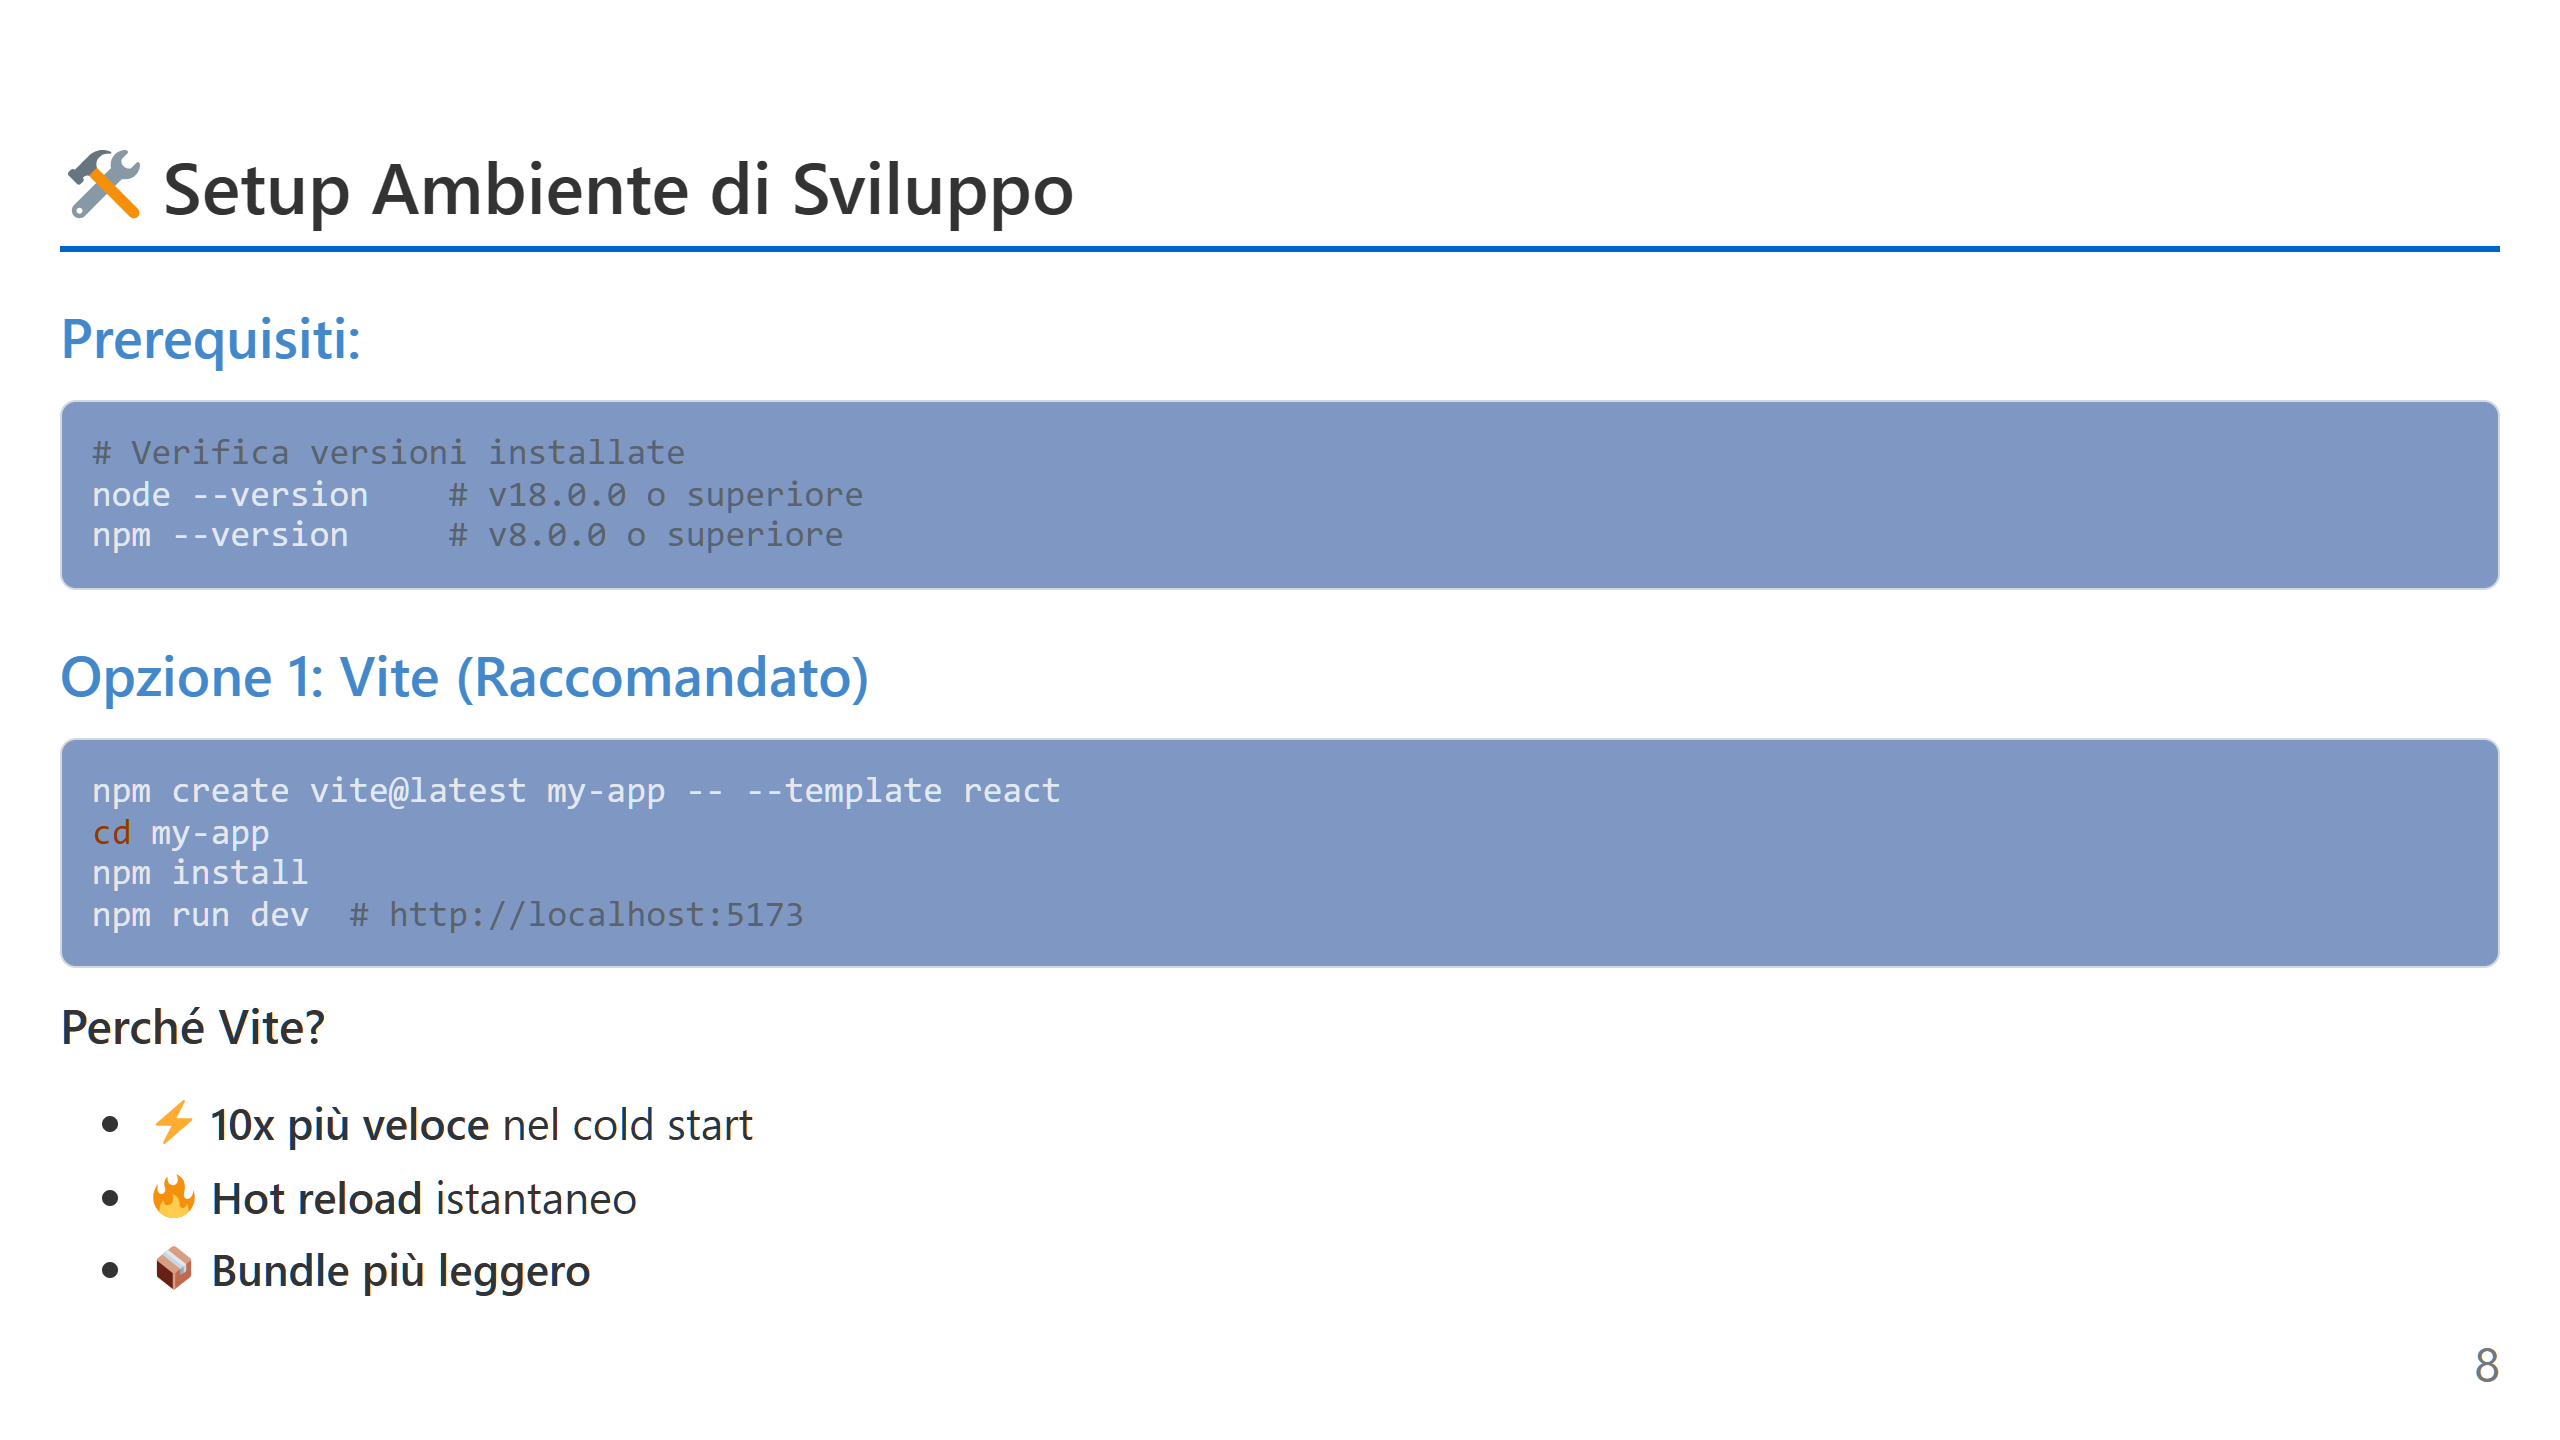 🛠️ Setup Ambiente di Sviluppo
Prerequisiti:
# Verifica versioni installate
node --version    # v18.0.0 o superiore
npm --version     # v8.0.0 o superiore
Opzione 1: Vite (Raccomandato)
npm create vite@latest my-app -- --template react
cd my-app
npm install
npm run dev  # http://localhost:5173
Perché Vite?
• ⚡ 10x più veloce nel cold start
• 🔥 Hot reload istantaneo
• 📦 Bundle più leggero
8